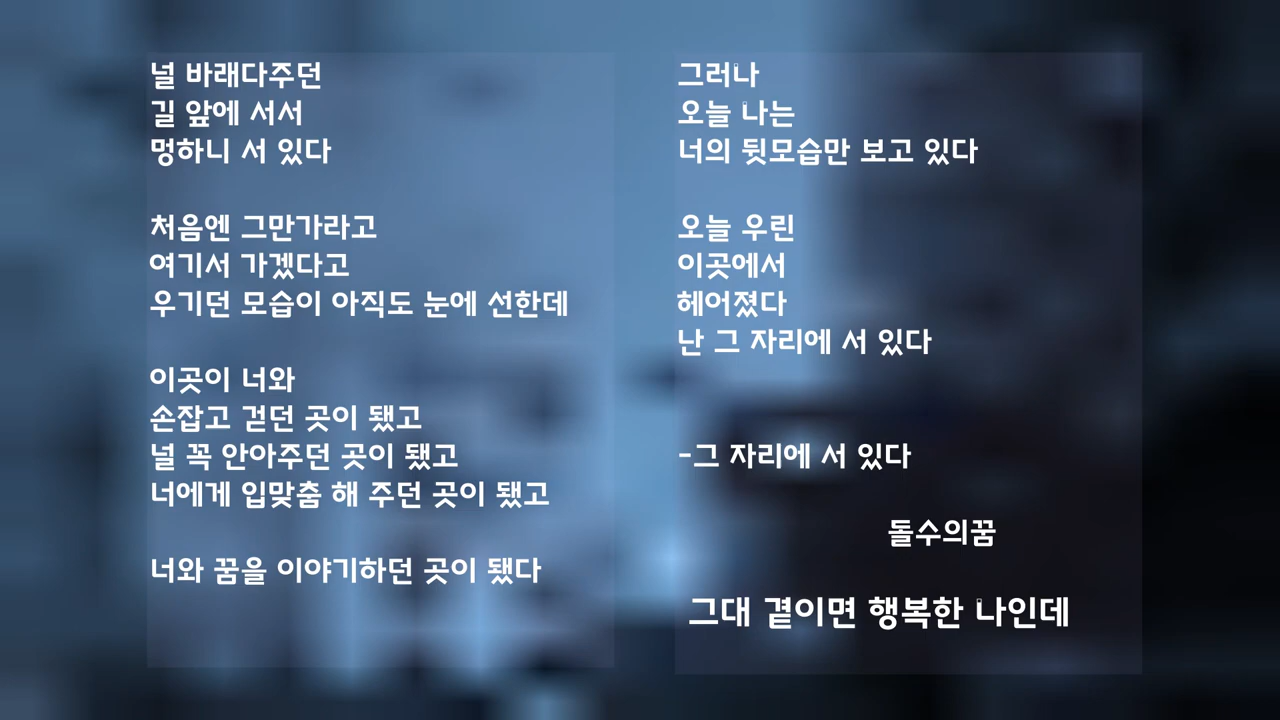 널 바래다주던
길 앞에 서서
멍하니 서 있다
처음엔 그만가라고
여기서 가겠다고
우기던 모습이 아직도 눈에 선한데
이곳이 너와
손잡고 걷던 곳이 됐고
널 꼭 안아주던 곳이 됐고
너에게 입맞춤 해 주던 곳이 됐고
너와 꿈을 이야기하던 곳이 됐다
그러나
오늘 나는
너의 뒷모습만 보고 있다
오늘 우린
이곳에서
헤어졌다
난 그 자리에 서 있다
-그 자리에 서 있다
돌수의꿈
그대 곁이면 행복한 나인데